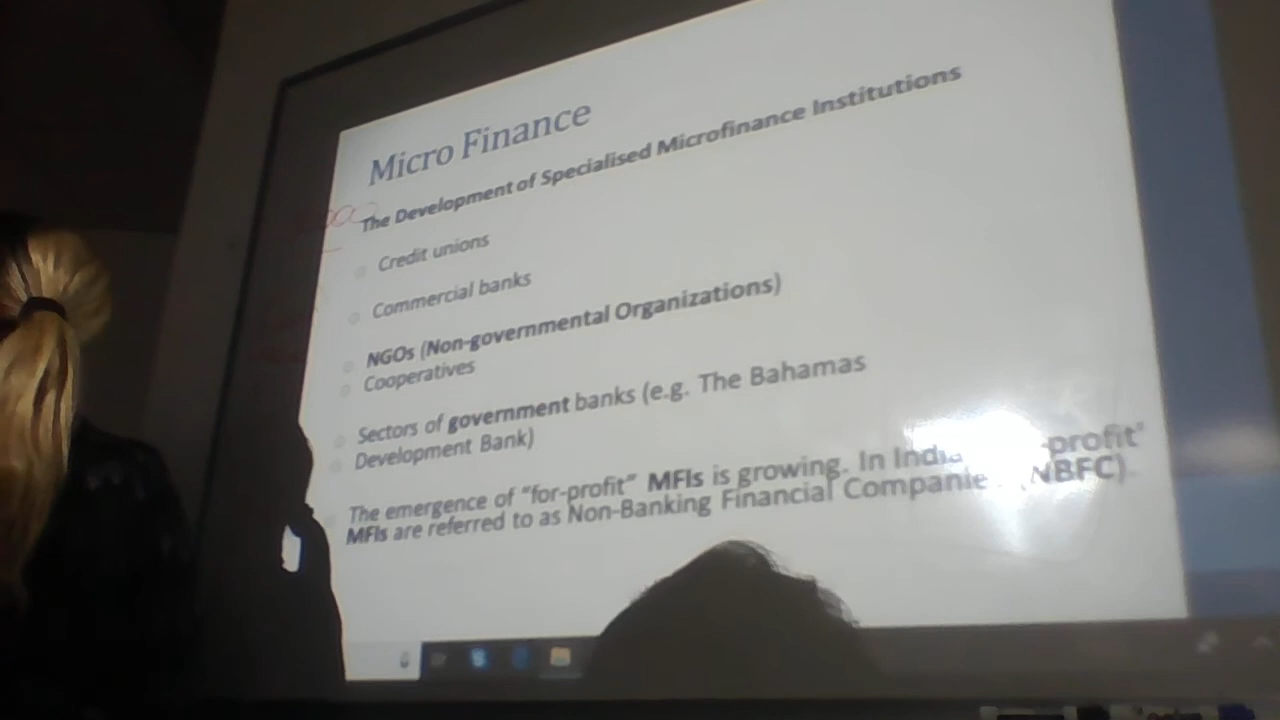 Micro Finance
The Development of Specialised Microfinance Institutions
Credit unions
Commercial banks
NGOs (Non-governmental Organizations)
Cooperatives
Sectors of government banks (e.g. The Bahamas
Development Bank)
The emergence of “for-profit” MFIs is growing. In -profit"
MFIs are referred to as Non-Banking Financial NBFC).